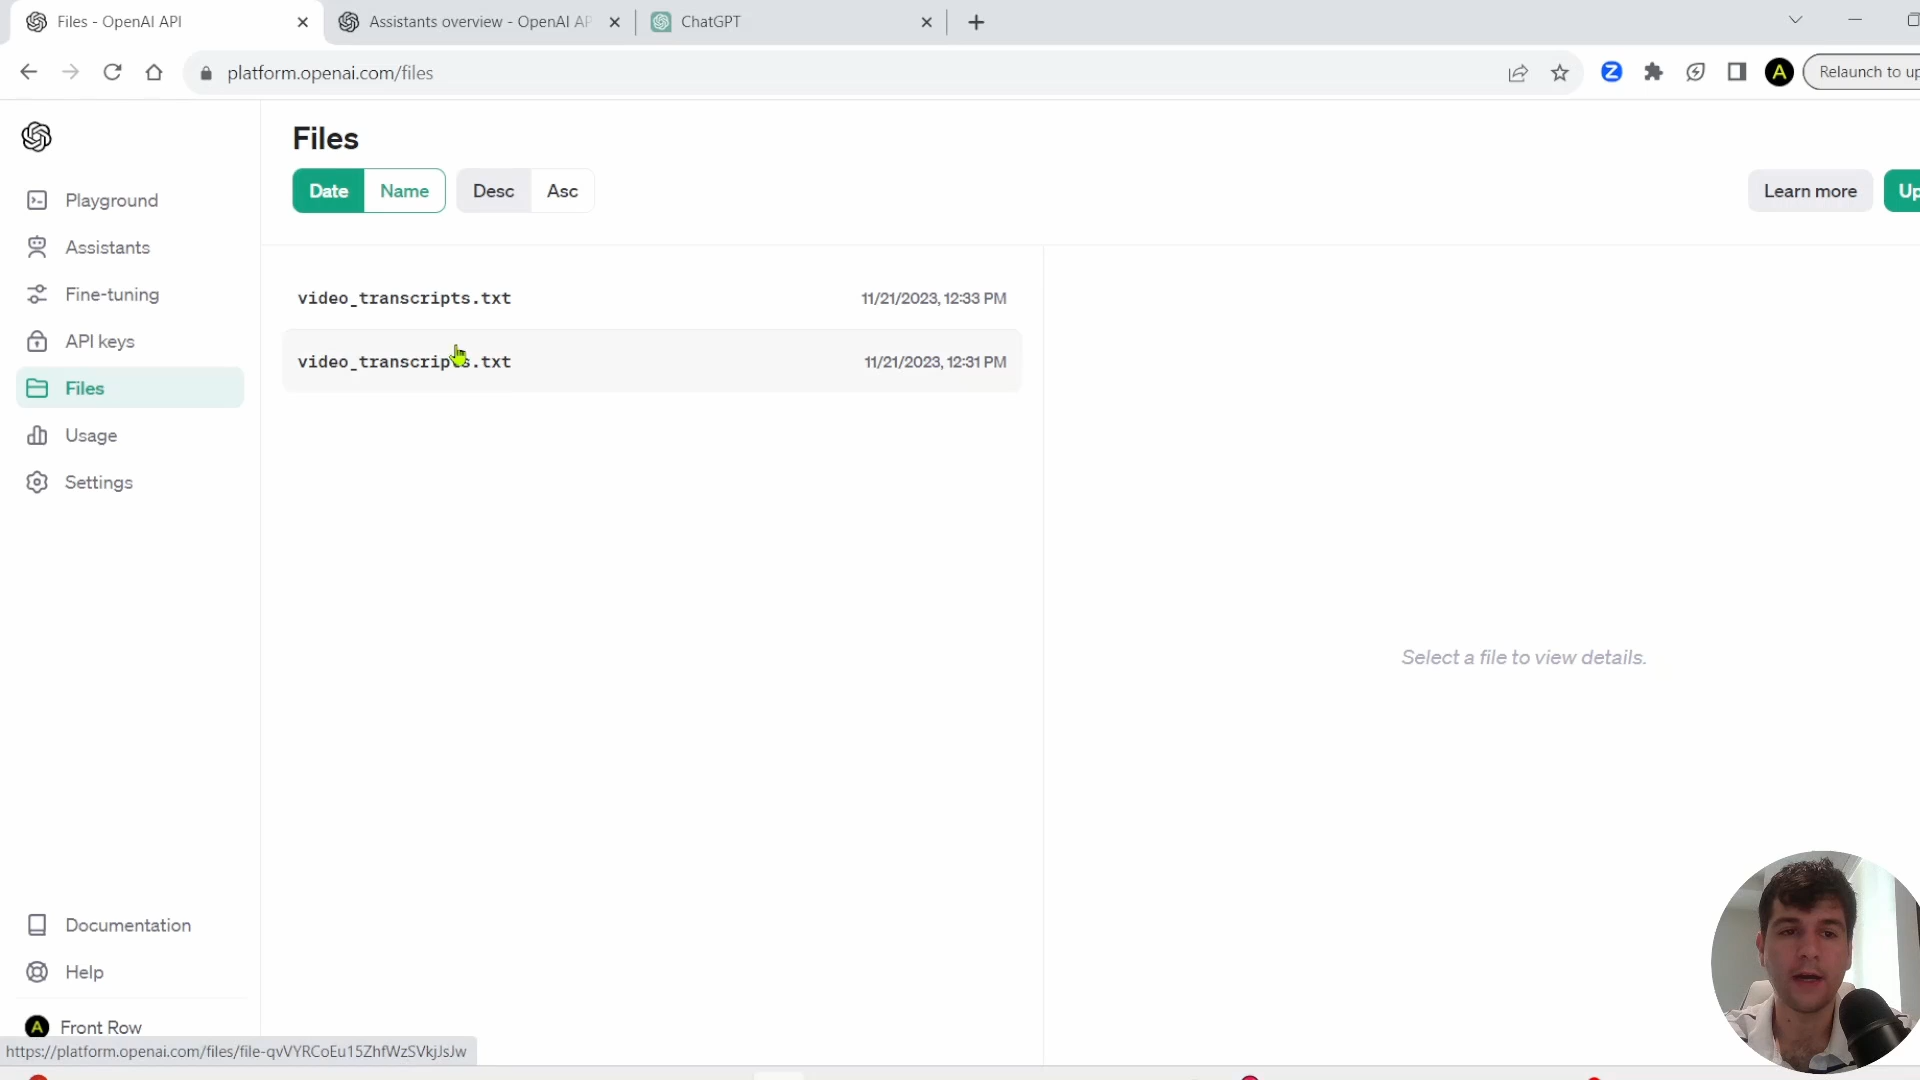 Files - OpenAI API
Assistants overview - OpenAI AP
ChatGPT
platform.openai.com/files
Z
A
Relaunch to up
Files
Date Name Desc Asc
Learn more
Up
Playground
Assistants
Fine-tuning
API keys
Files
Usage
Settings
video_transcripts.txt 11/21/2023, 12:33 PM
video_transcripts.txt 11/21/2023, 12:31 PM
Select a file to view details.
Documentation
Help
A Front Row
https://platform.openai.com/files/file-qvVYRCoEu15ZhfWzSVkjJsJw